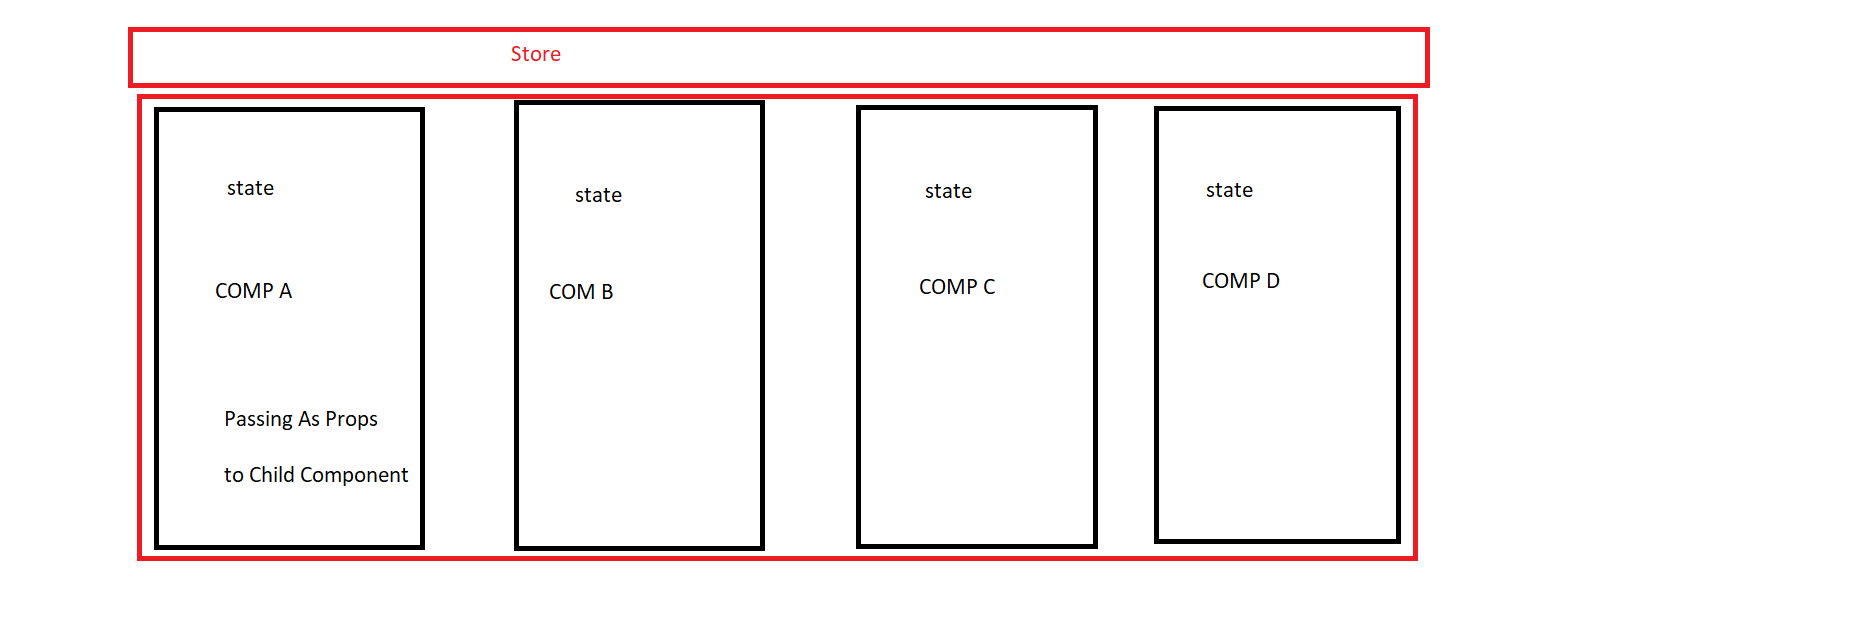 Store
state
COMP A
Passing As Props
to Child Component
state
COM B
state
COMP C
state
COMP D